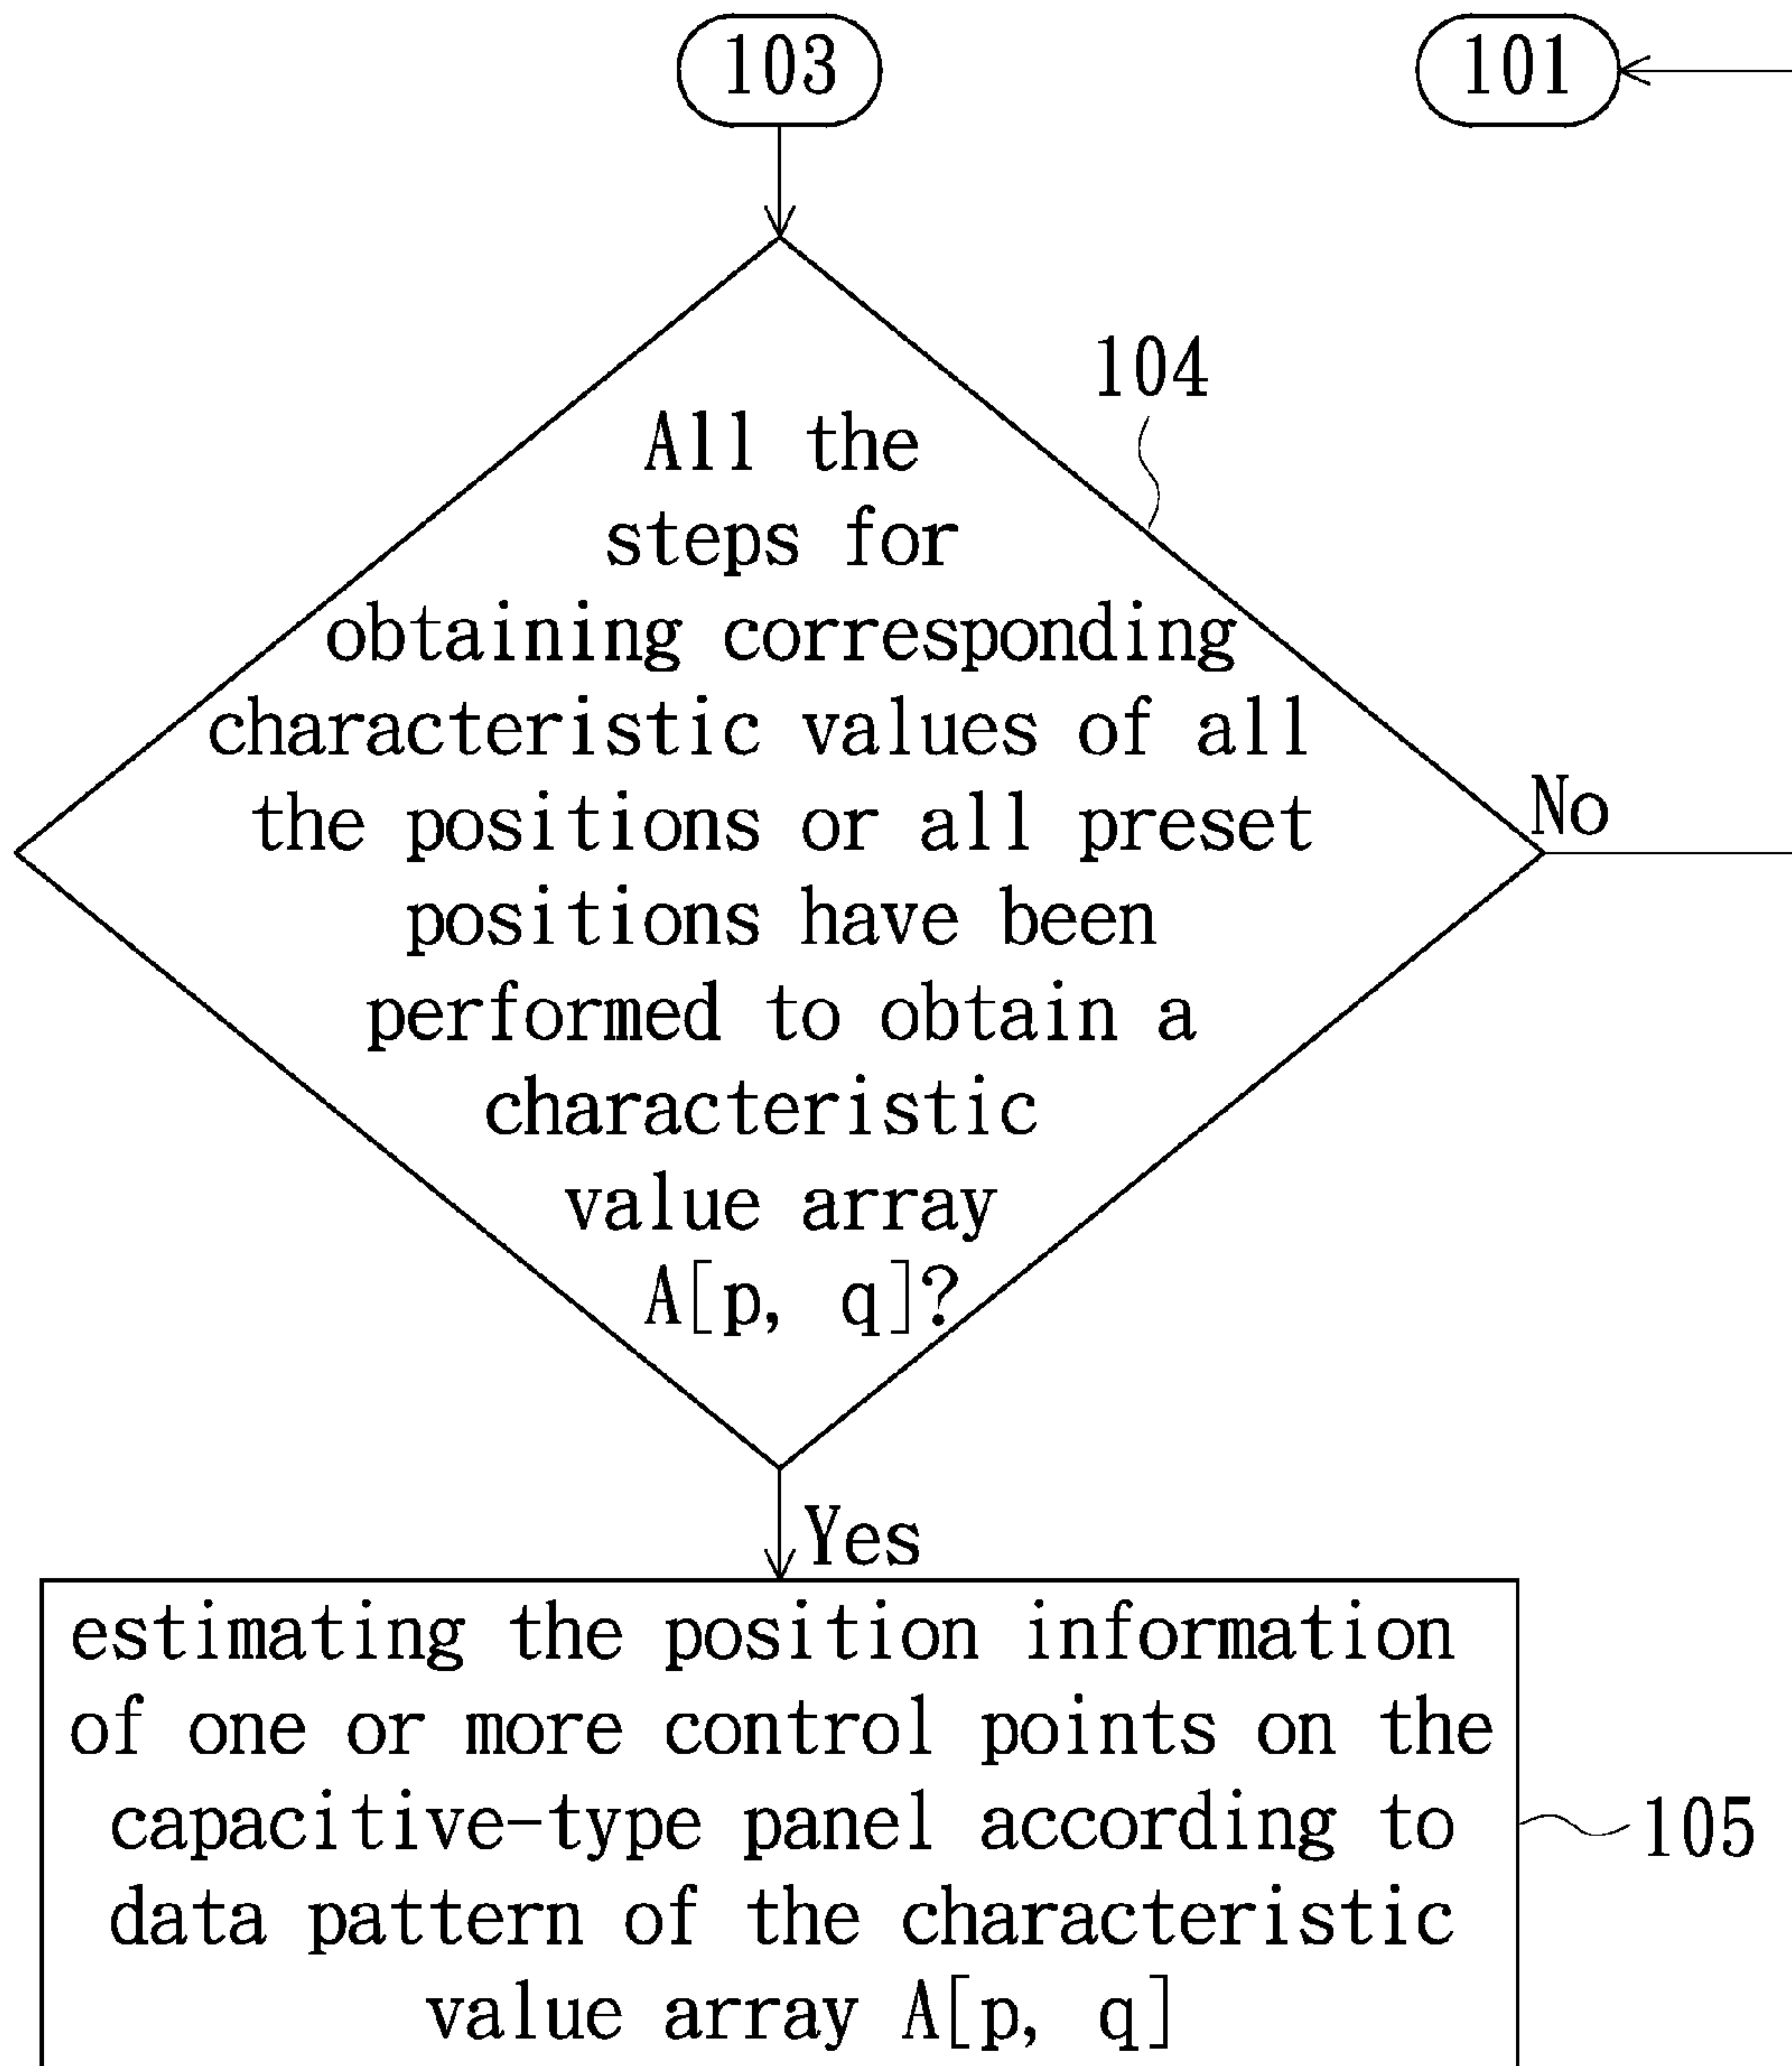 103
101
104
All the
steps for
obtaining corresponding
characteristic values of all
the positions or all preset
positions have been
performed to obtain a
characteristic
value array
A[p, q]?
No
Yes
estimating the position information
of one or more control points on the
capacitive-type panel according to
data pattern of the characteristic
value array A[p, q]
105